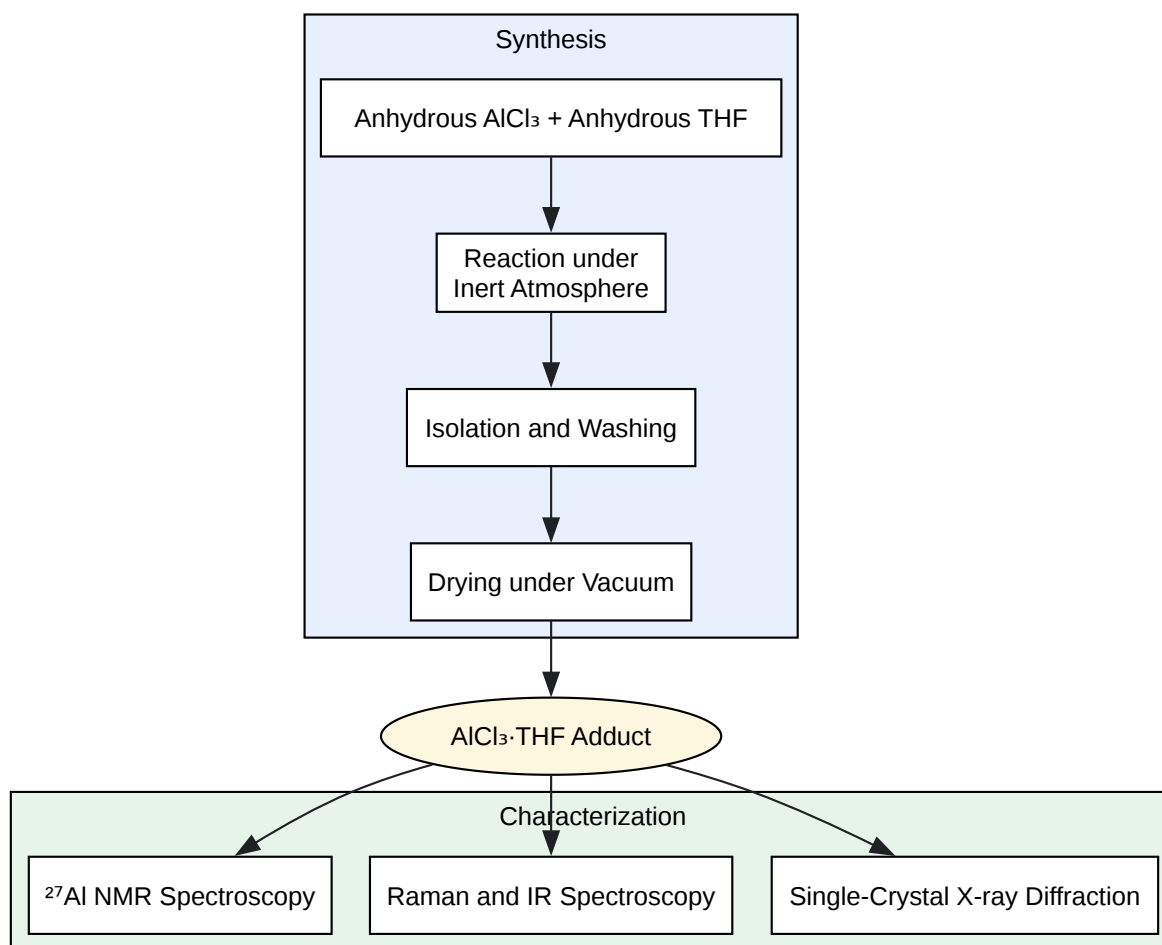 Synthesis
Anhydrous AlCl₃ + Anhydrous THF
Reaction under
Inert Atmosphere
Isolation and Washing
Drying under Vacuum
AlCl₃·THF Adduct
Characterization
²⁷Al NMR Spectroscopy
Raman and IR Spectroscopy
Single-Crystal X-ray Diffraction